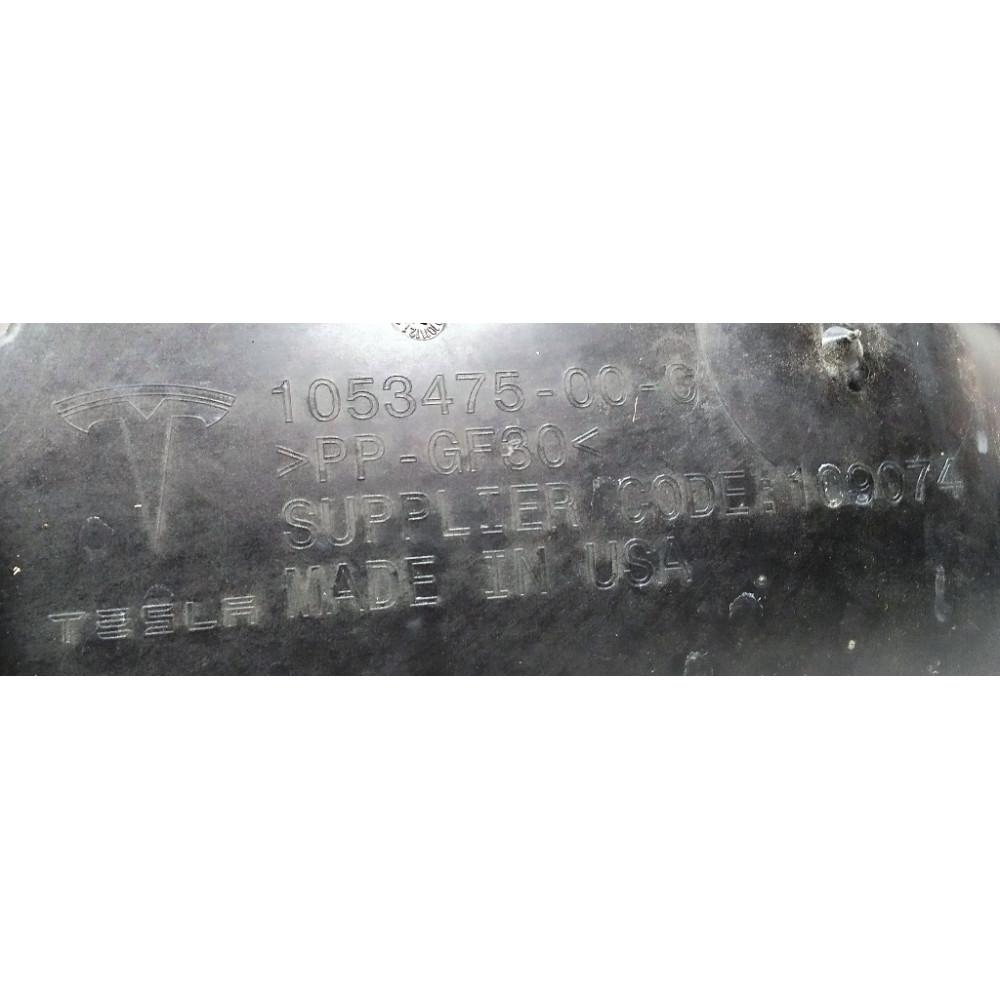 1053475-00-G
>PP-GF30<
SUPPLIER CODE:109074
MADE IN USA
TESLA